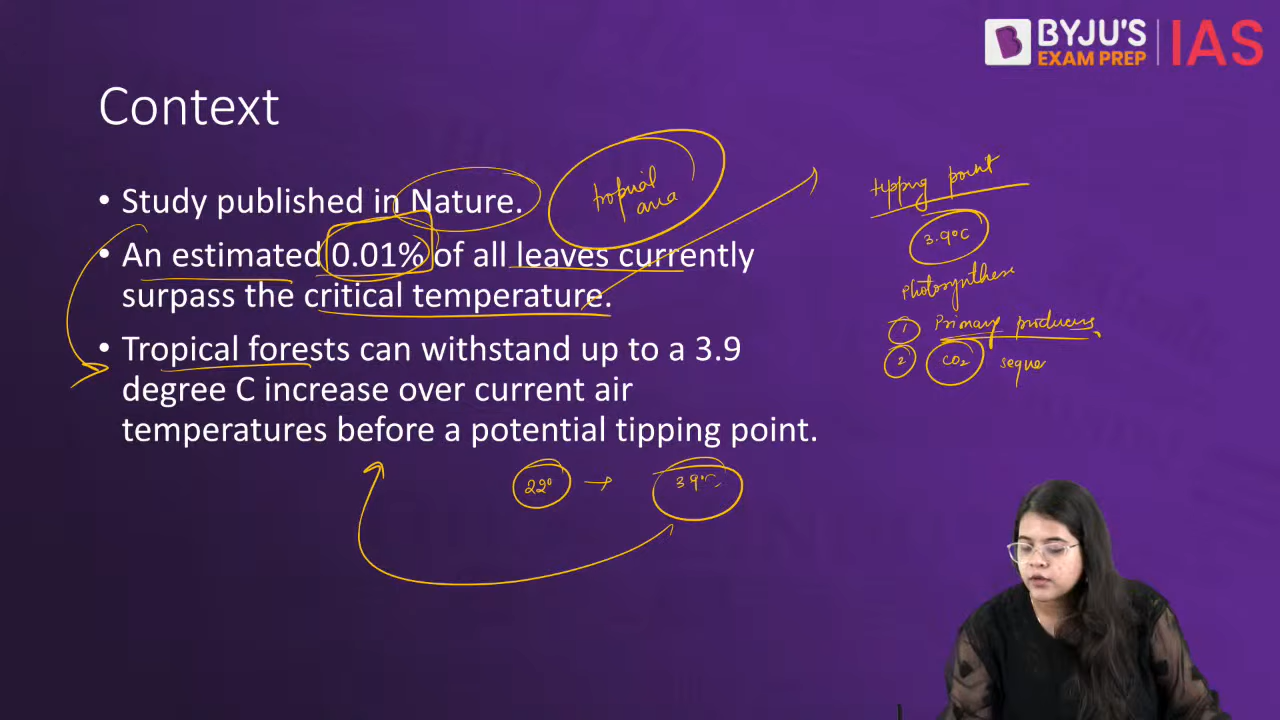 BYJU'S
EXAM PREP
IAS
Context
• Study published in Nature.
• An estimated 0.01% of all leaves currently
surpass the critical temperature.
• Tropical forests can withstand up to a 3.9
degree C increase over current air
temperatures before a potential tipping point.
tropical
area
tipping point
3.9°C
Photosynthesis
1 Primary producers
2 CO2 seque
22° → 39°C